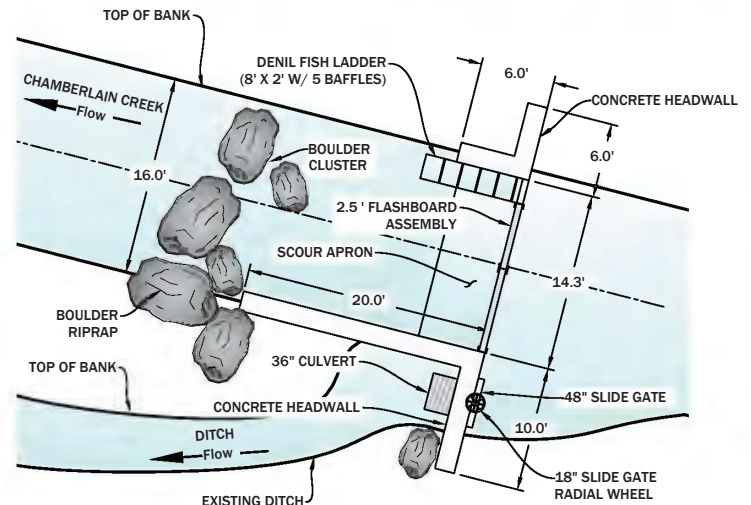 TOP OF BANK
DENIL FISH LADDER
(8' X 2' W/ 5 BAFFLES)
6.0'
CHAMBERLAIN CREEK
Flow
CONCRETE HEADWALL
BOULDER
CLUSTER
6.0'
16.0'
2.5 ' FLASHBOARD
ASSEMBLY
SCOUR APRON
14.3'
20.0'
BOULDER
RIPRAP
36" CULVERT
TOP OF BANK
48" SLIDE GATE
CONCRETE HEADWALL
10.0'
DITCH
Flow
18" SLIDE GATE
RADIAL WHEEL
EXISTING DITCH